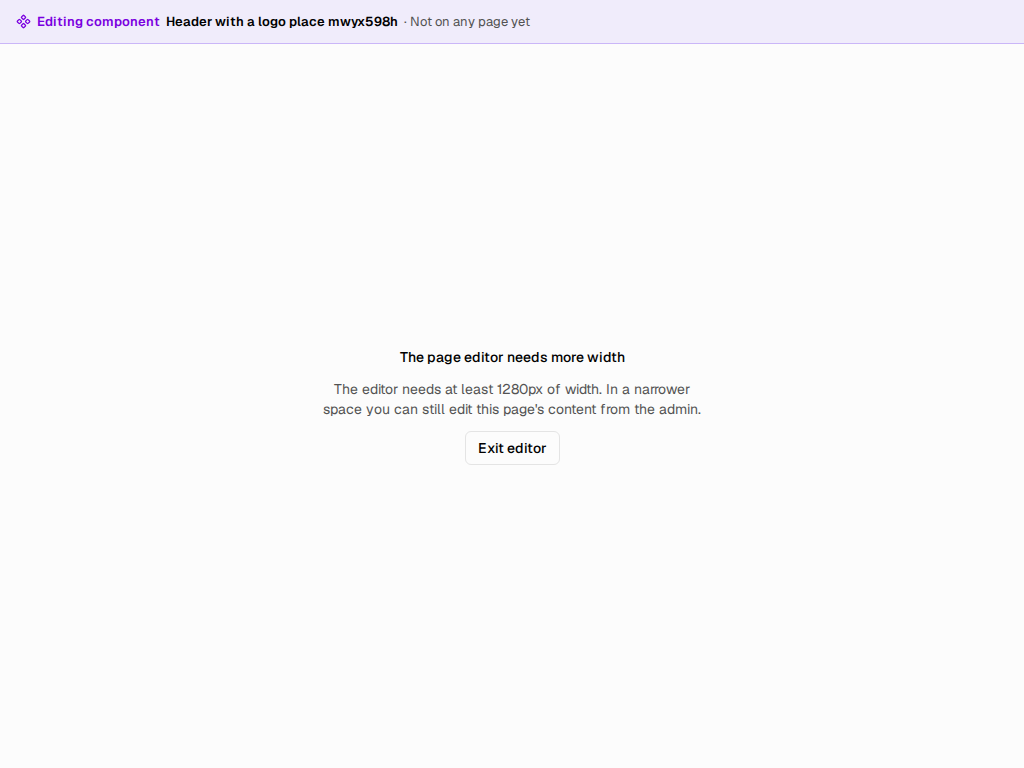 Editing component Header with a logo place mwyx598h · Not on any page yet
The page editor needs more width
The editor needs at least 1280px of width. In a narrower
space you can still edit this page's content from the admin.
Exit editor